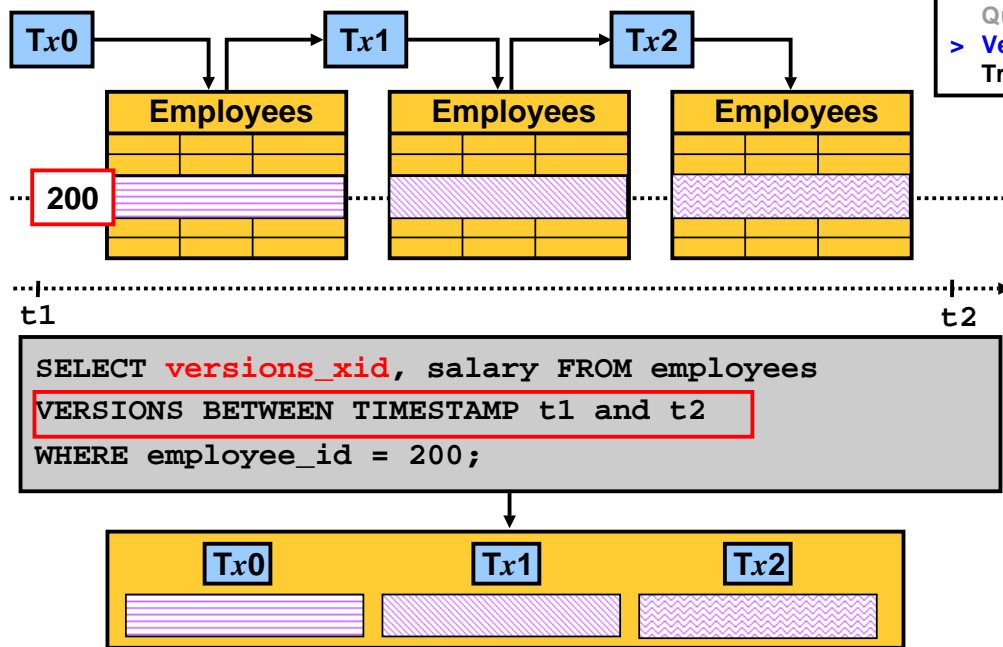 Tx0 Tx1 Tx2
>
Employees Employees Employees
200
t1 t2
SELECT versions_xid, salary FROM employees
VERSIONS BETWEEN TIMESTAMP t1 and t2
WHERE employee_id = 200;
Tx0 Tx1 Tx2